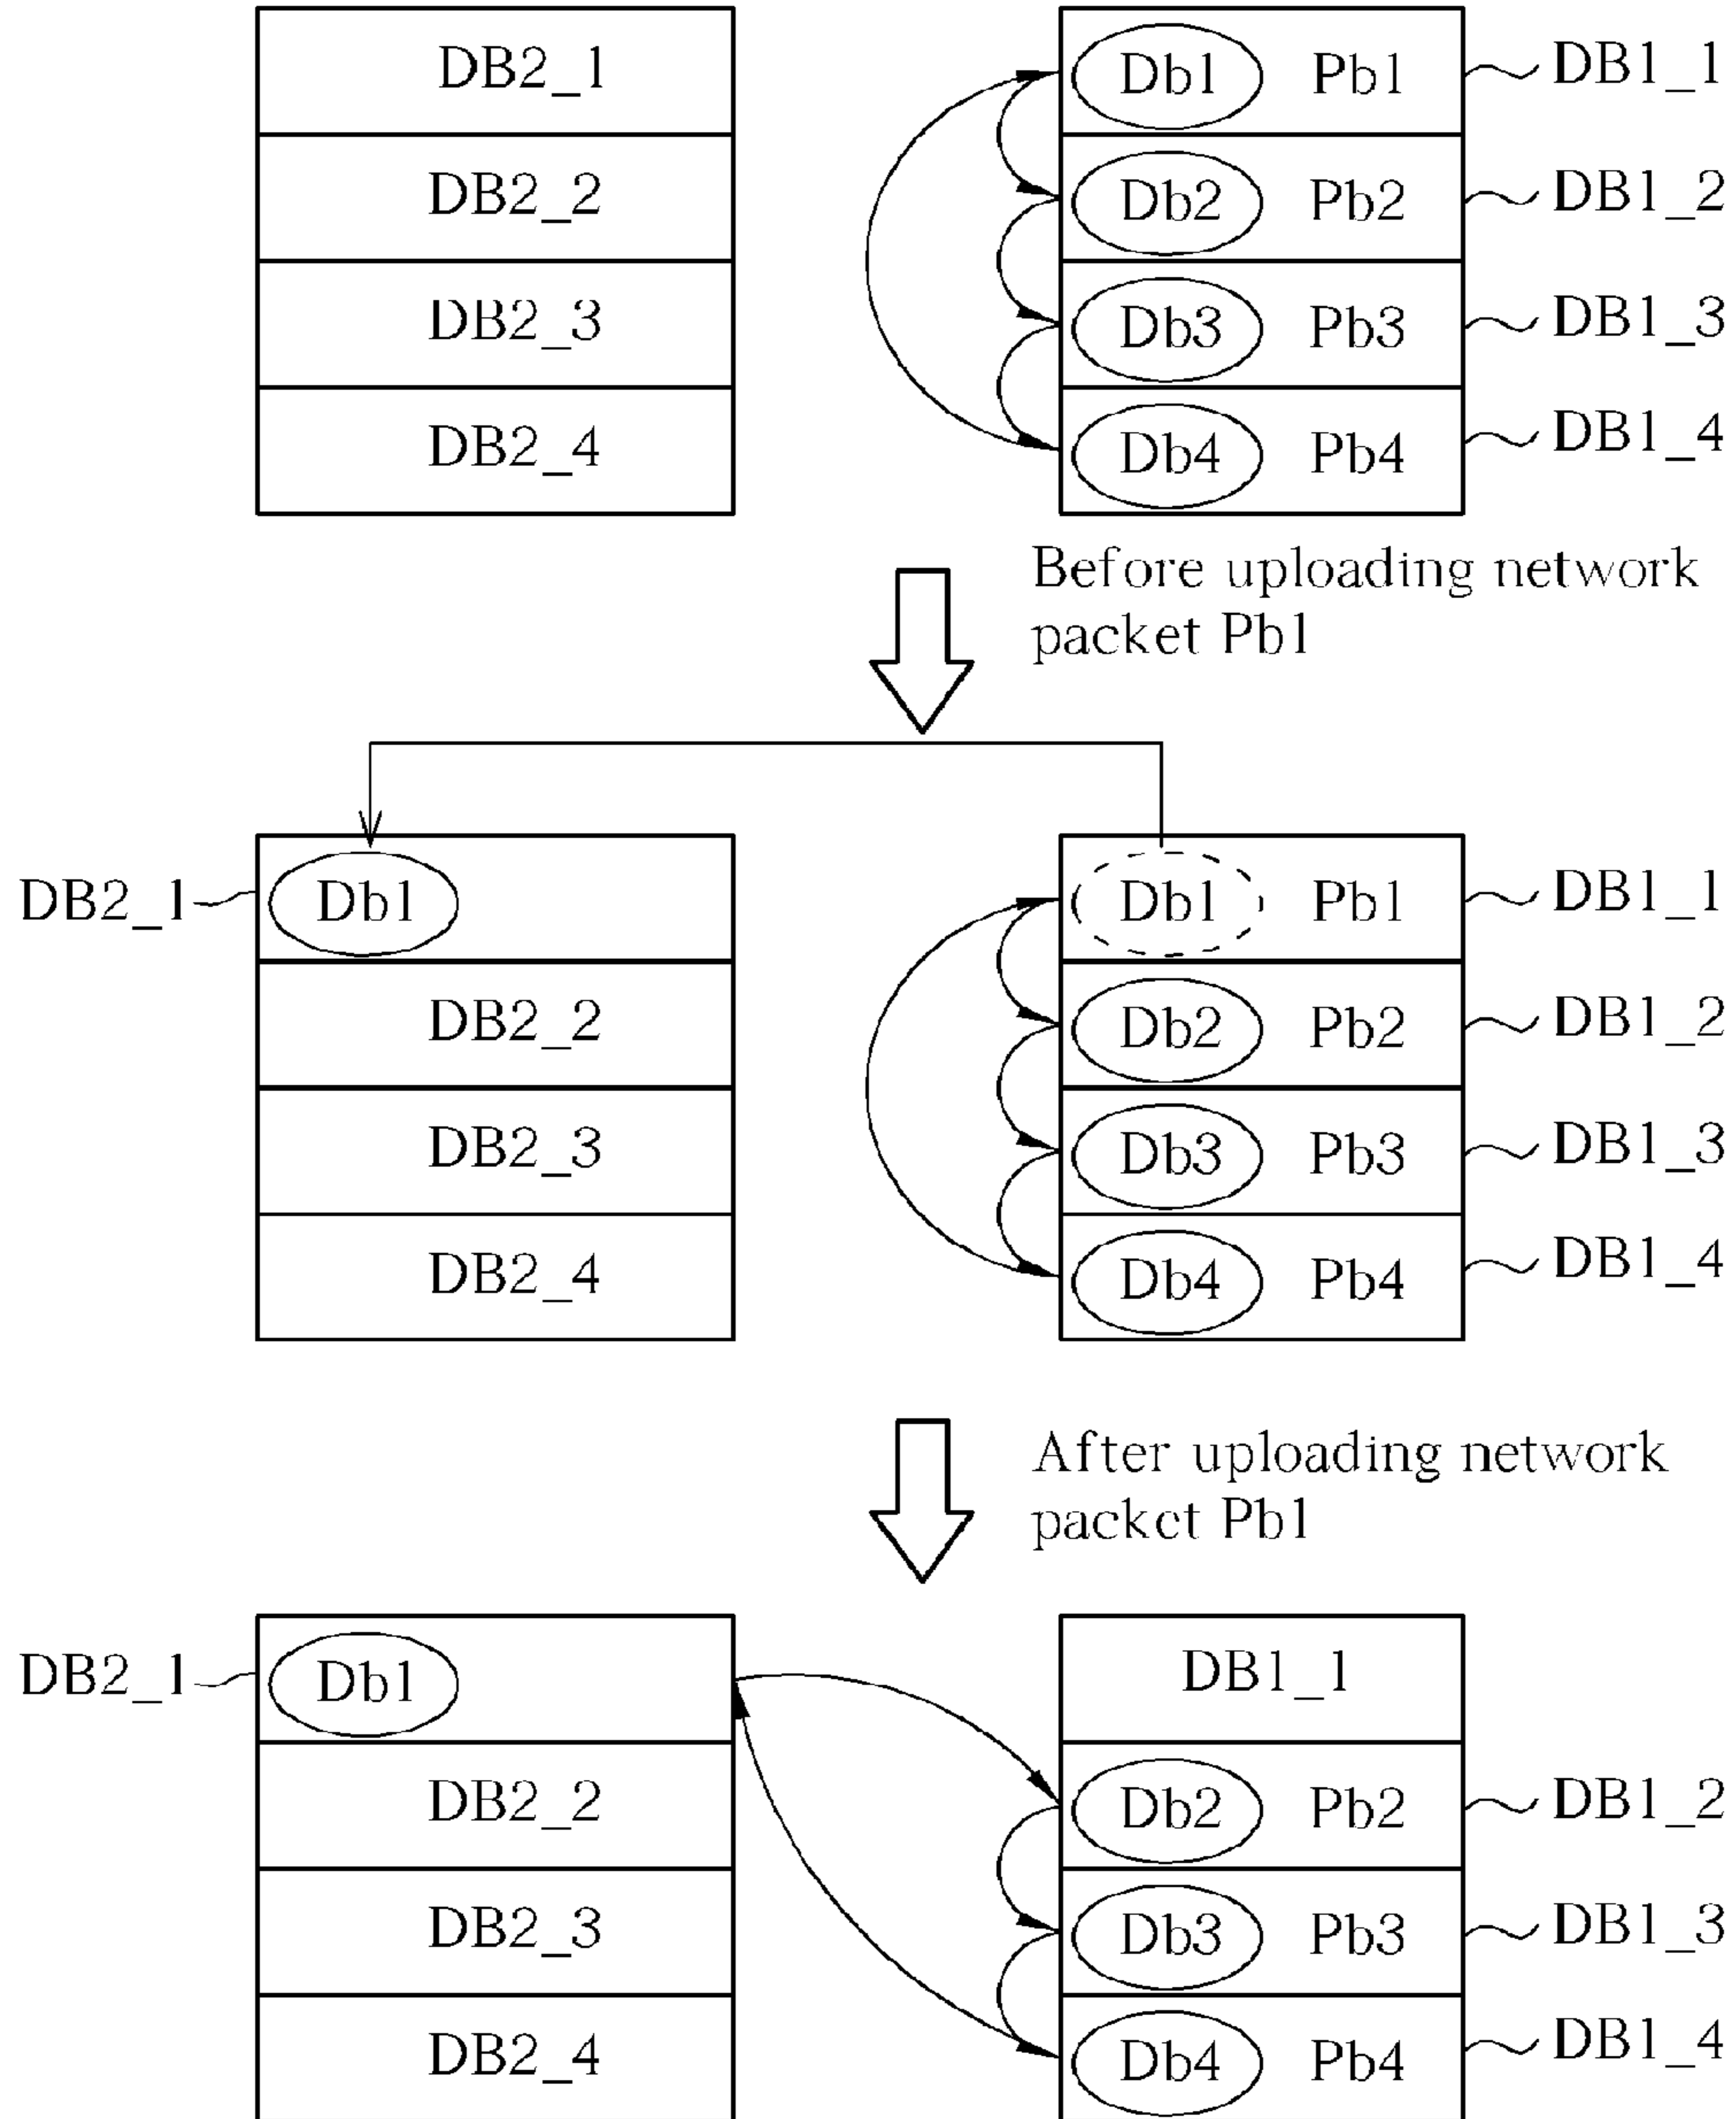 DB2_1
Db1 Pb1 DB1_1
DB2_2
Db2 Pb2 DB1_2
DB2_3
Db3 Pb3 DB1_3
DB2_4
Db4 Pb4 DB1_4
Before uploading network
packet Pb1
DB2_1 Db1
Db1 Pb1 DB1_1
DB2_2
Db2 Pb2 DB1_2
DB2_3
Db3 Pb3 DB1_3
DB2_4
Db4 Pb4 DB1_4
After uploading network
packet Pb1
DB2_1 Db1
DB1_1
DB2_2
Db2 Pb2 DB1_2
DB2_3
Db3 Pb3 DB1_3
DB2_4
Db4 Pb4 DB1_4